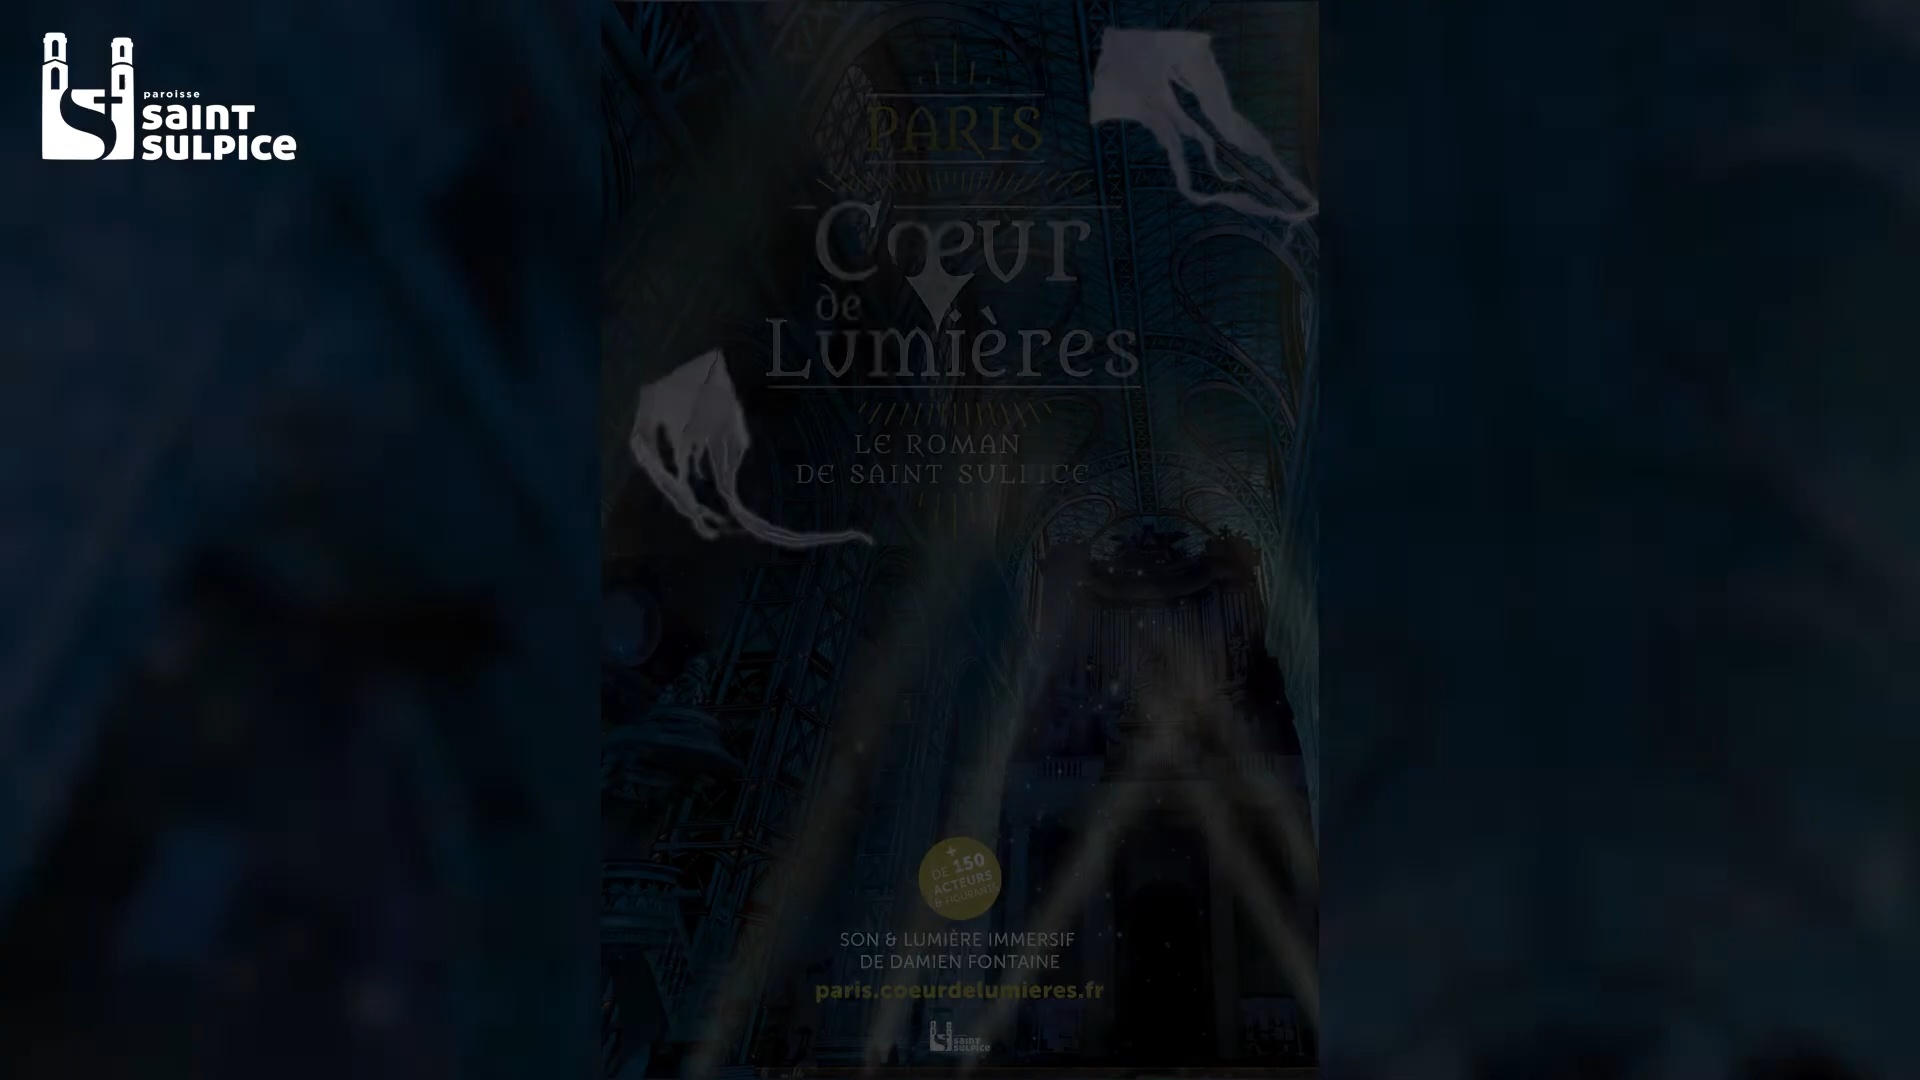 paroisse
saint
sulpice
PARIS
Cœur
de
Lumières
LE ROMAN
DE SAINT SULPICE
+
DE 150
ACTEURS
& FIGURANTS
SON & LUMIÈRE IMMERSIF
DE DAMIEN FONTAINE
paris.coeurdelumieres.fr
saint
sulpice